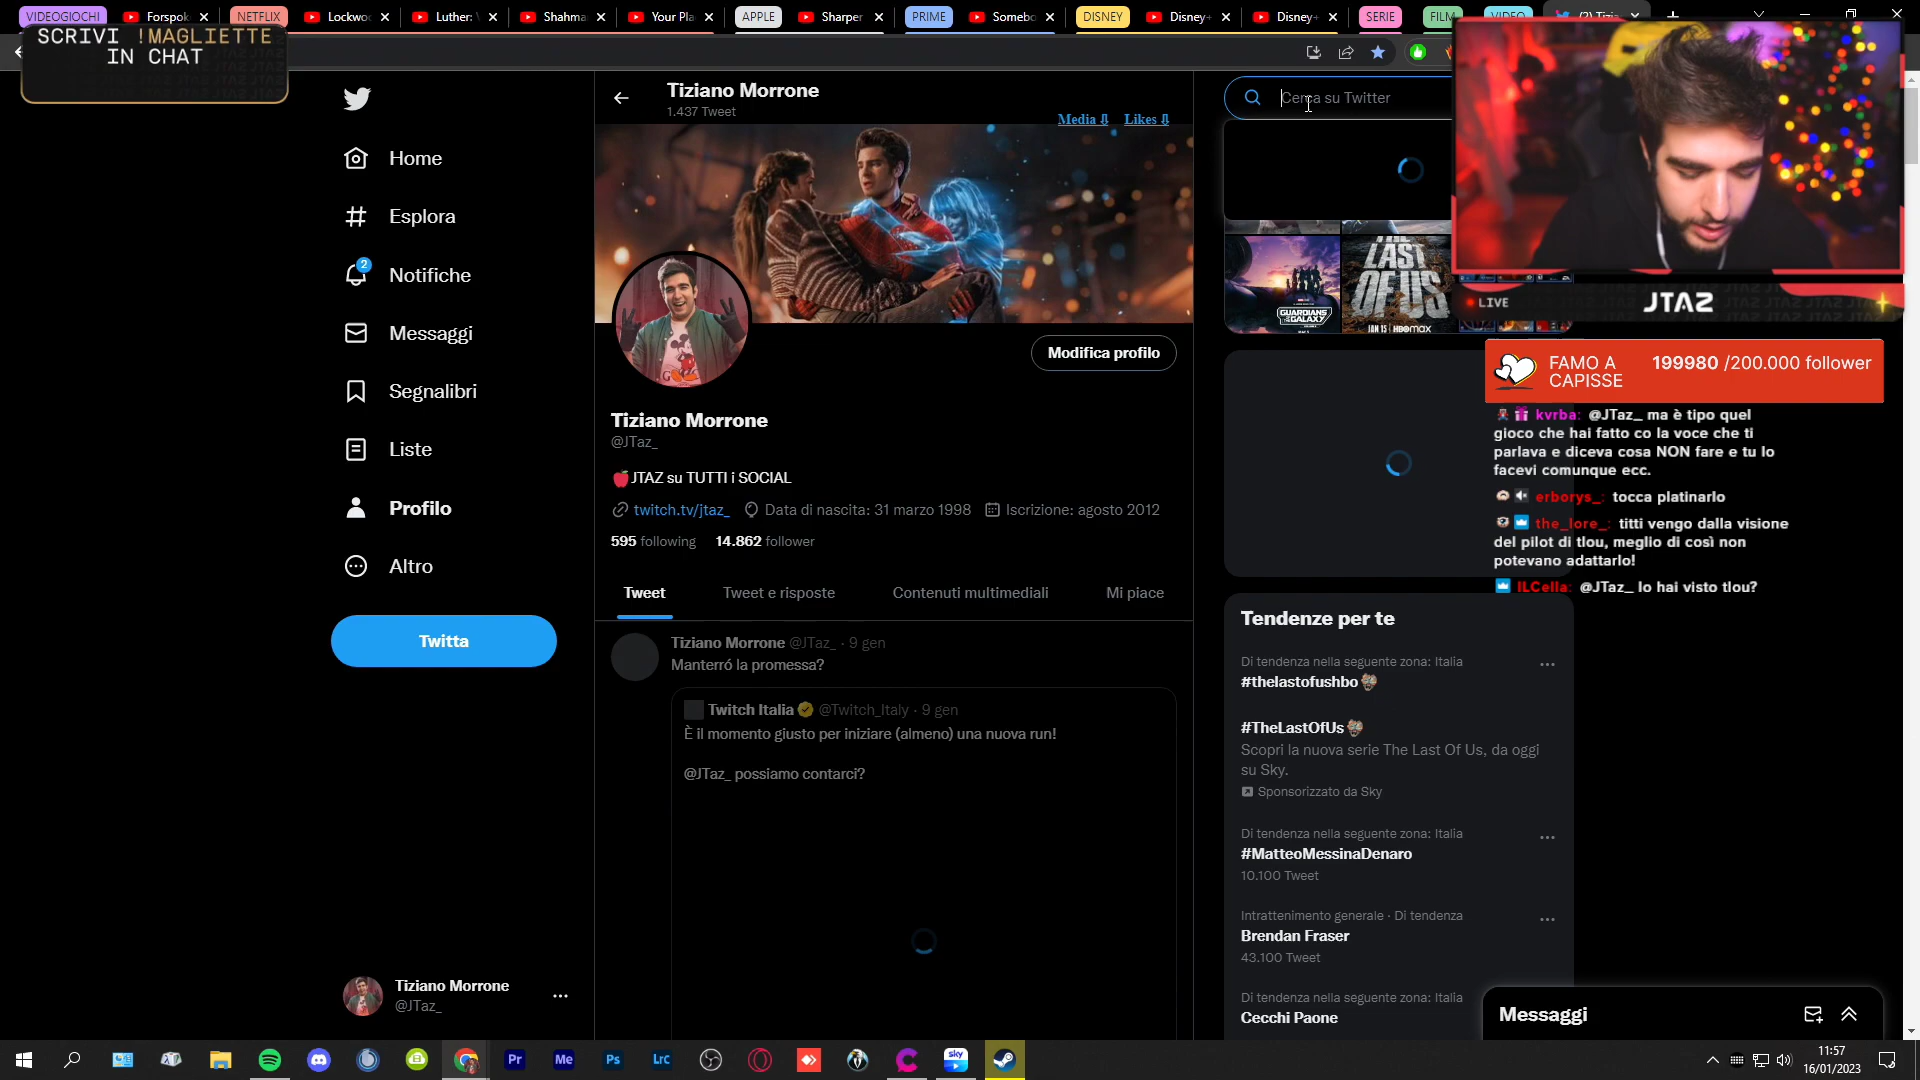 VIDEOGIOCHI
Forspok
NETFLIX
Lockwo
Luther: \
Shahma
Your Pla
APPLE
Sharper
PRIME
Somebo
DISNEY
Disney+
Disney+
SERIE
FILM
VIDEO
(2) Tizia
SCRIVI !MAGLIETTE
IN CHAT
Tiziano Morrone
1.437 Tweet
Media ⇩ Likes ⇩
Cerca su Twitter
Home
Esplora
2
Notifiche
Messaggi
Segnalibri
Liste
Profilo
Altro
Twitta
Modifica profilo
Tiziano Morrone
@JTaz_
🍎JTAZ su TUTTI i SOCIAL
twitch.tv/jtaz_ Data di nascita: 31 marzo 1998 Iscrizione: agosto 2012
595 following 14.862 follower
Tweet Tweet e risposte Contenuti multimediali Mi piace
Tiziano Morrone @JTaz_ · 9 gen
Manterró la promessa?
Twitch Italia @Twitch_Italy · 9 gen
È il momento giusto per iniziare (almeno) una nuova run!
@JTaz_ possiamo contarci?
GUARDIANS
GALAXY
THE
LAST
OF US
JAN 15 | HBOMAX
LIVE
JTAZ
FAMO A
CAPISSE
199980 /200.000 follower
kvrba: @JTaz_ ma è tipo quel
gioco che hai fatto co la voce che ti
parlava e diceva cosa NON fare e tu lo
facevi comunque ecc.
erborys_: tocca platinarlo
the_lore_: titti vengo dalla visione
del pilot di tlou, meglio di così non
potevano adattarlo!
ILCella: @JTaz_ lo hai visto tlou?
Tendenze per te
Di tendenza nella seguente zona: Italia
#thelastofushbo
#TheLastOfUs
Scopri la nuova serie The Last Of Us, da oggi
su Sky.
Sponsorizzato da Sky
Di tendenza nella seguente zona: Italia
#MatteoMessinaDenaro
10.100 Tweet
Intrattenimento generale · Di tendenza
Brendan Fraser
43.100 Tweet
Di tendenza nella seguente zona: Italia
Cecchi Paone
Messaggi
Tiziano Morrone
@JTaz_
Pr
Me
Ps
Lrc
sky
11:57
16/01/2023